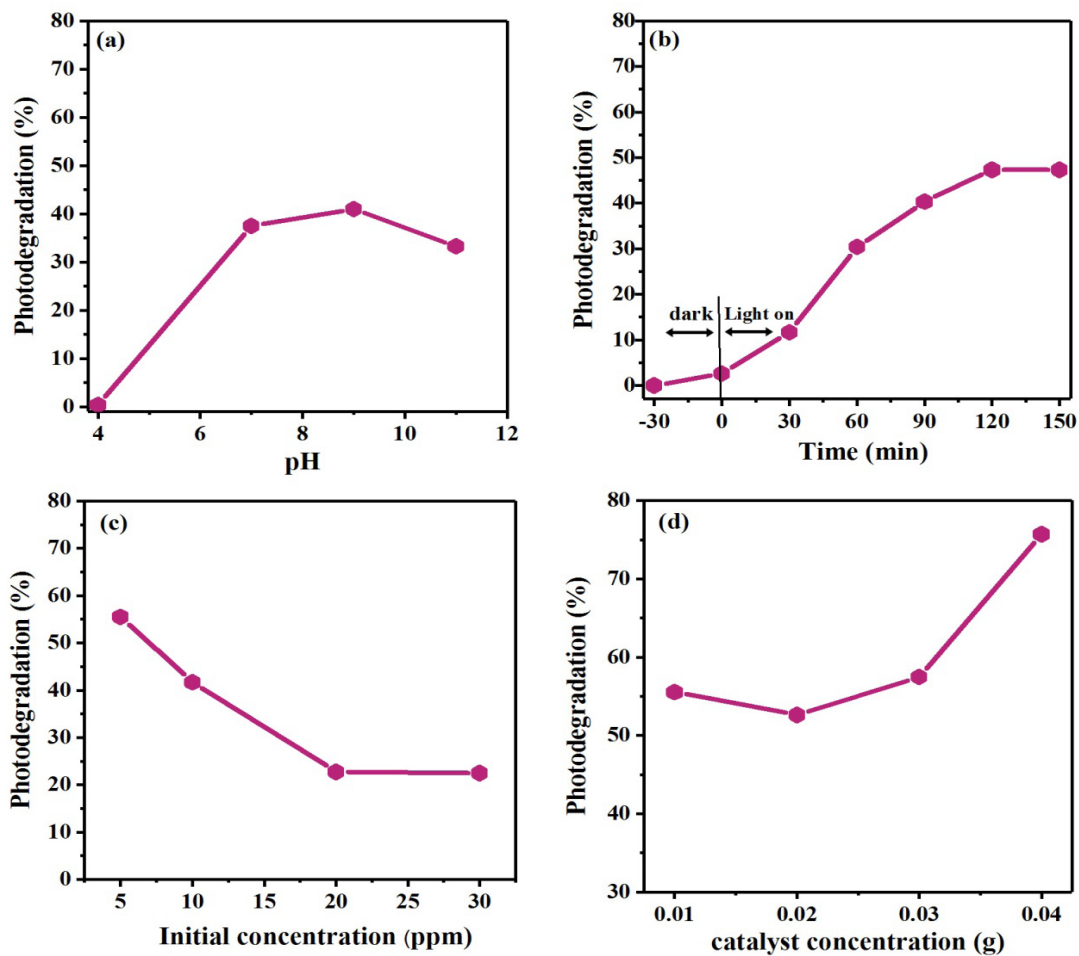 (a)
Photodegradation (%)
80
70
60
50
40
30
20
10
0
4 6 8 10 12
pH
(b)
Photodegradation (%)
80
70
60
50
40
30
20
10
0
dark Light on
-30 0 30 60 90 120 150
Time (min)
(c)
Photodegradation (%)
80
70
60
50
40
30
20
10
0
5 10 15 20 25 30
Initial concentration (ppm)
(d)
Photodegradation (%)
80
70
60
50
40
30
0.01 0.02 0.03 0.04
catalyst concentration (g)